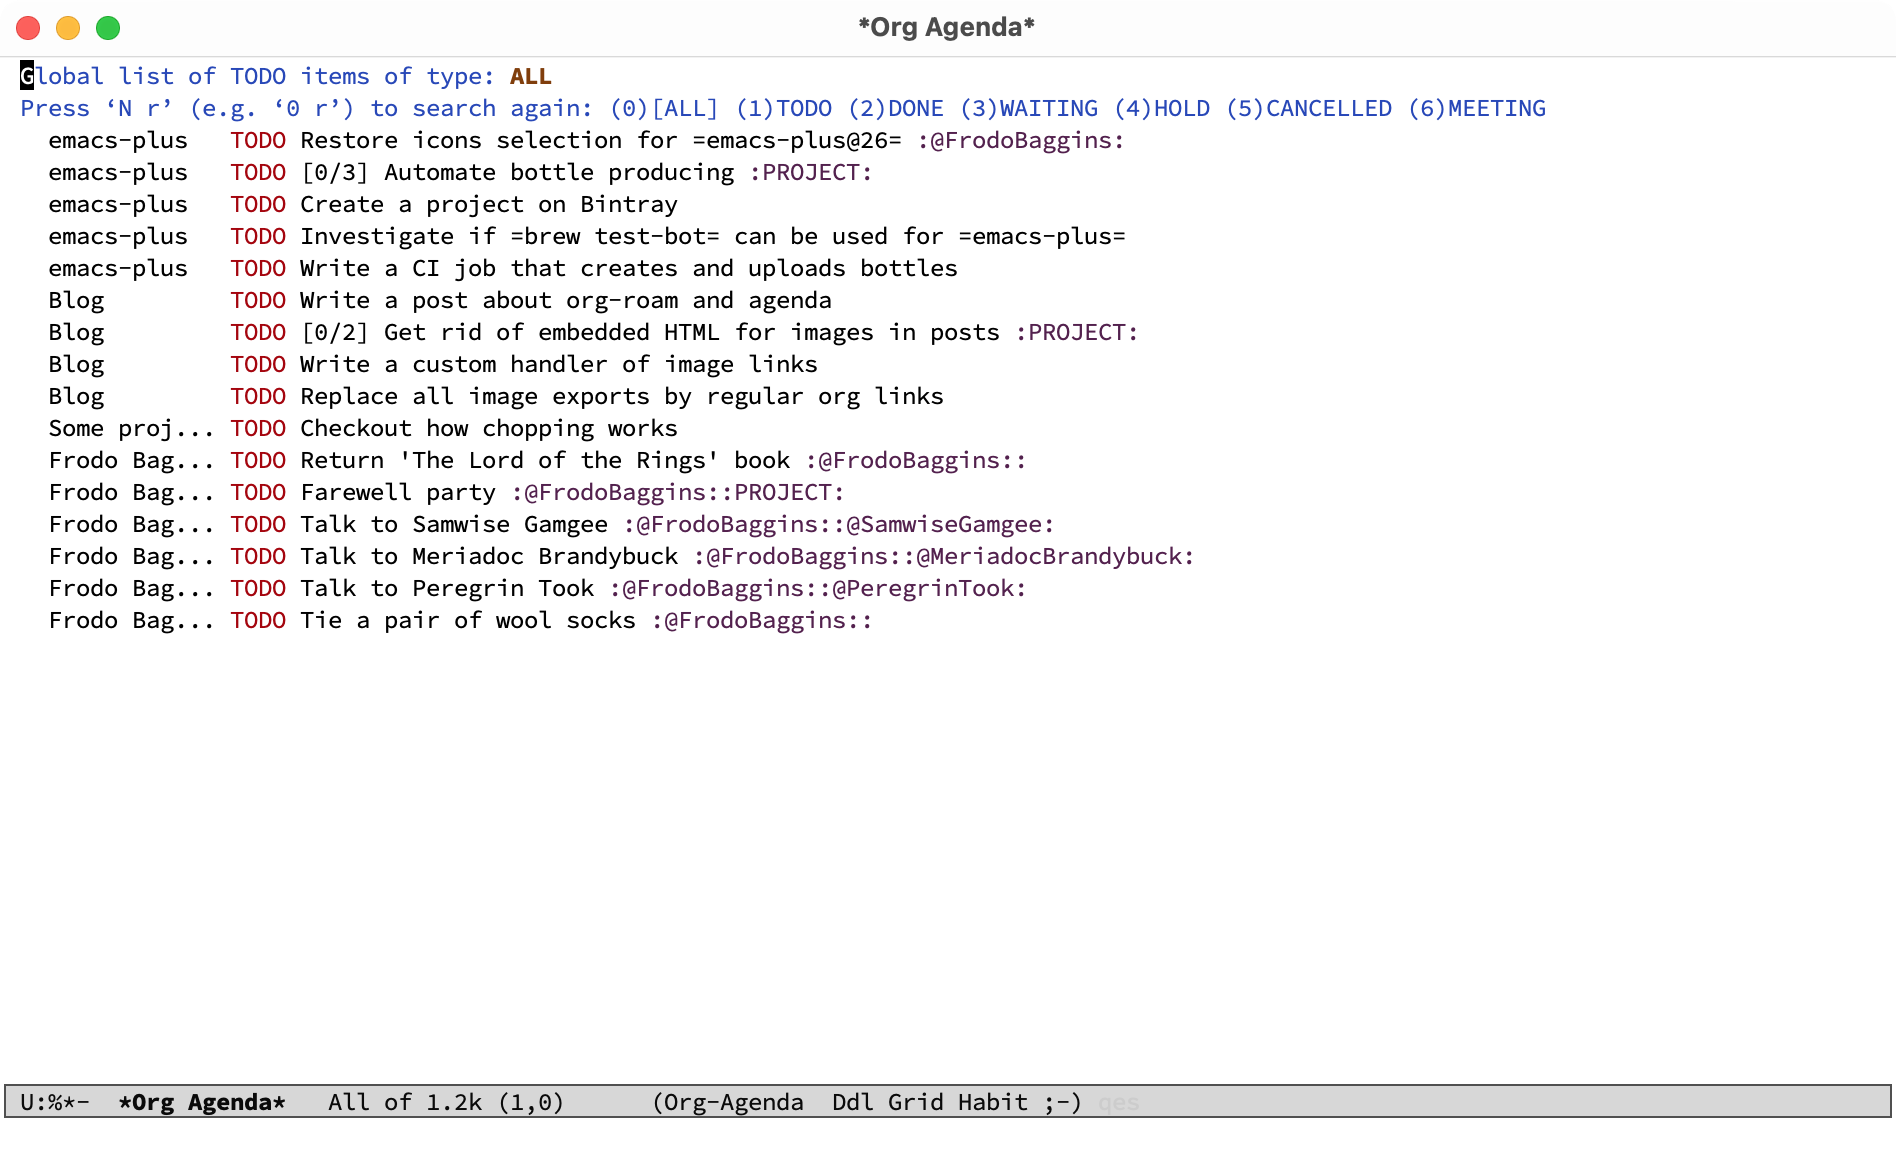 *Org Agenda*
Global list of TODO items of type: ALL
Press ‘N r’ (e.g. ‘0 r’) to search again: (0)[ALL] (1)TODO (2)DONE (3)WAITING (4)HOLD (5)CANCELLED (6)MEETING
emacs-plus   TODO Restore icons selection for =emacs-plus@26= :@FrodoBaggins:
emacs-plus   TODO [0/3] Automate bottle producing :PROJECT:
emacs-plus   TODO Create a project on Bintray
emacs-plus   TODO Investigate if =brew test-bot= can be used for =emacs-plus=
emacs-plus   TODO Write a CI job that creates and uploads bottles
Blog         TODO Write a post about org-roam and agenda
Blog         TODO [0/2] Get rid of embedded HTML for images in posts :PROJECT:
Blog         TODO Write a custom handler of image links
Blog         TODO Replace all image exports by regular org links
Some proj... TODO Checkout how chopping works
Frodo Bag... TODO Return 'The Lord of the Rings' book :@FrodoBaggins::
Frodo Bag... TODO Farewell party :@FrodoBaggins::PROJECT:
Frodo Bag... TODO Talk to Samwise Gamgee :@FrodoBaggins::@SamwiseGamgee:
Frodo Bag... TODO Talk to Meriadoc Brandybuck :@FrodoBaggins::@MeriadocBrandybuck:
Frodo Bag... TODO Talk to Peregrin Took :@FrodoBaggins::@PeregrinTook:
Frodo Bag... TODO Tie a pair of wool socks :@FrodoBaggins::
U:%*-  *Org Agenda*   All of 1.2k (1,0)      (Org-Agenda  Ddl Grid Habit ;-) qes